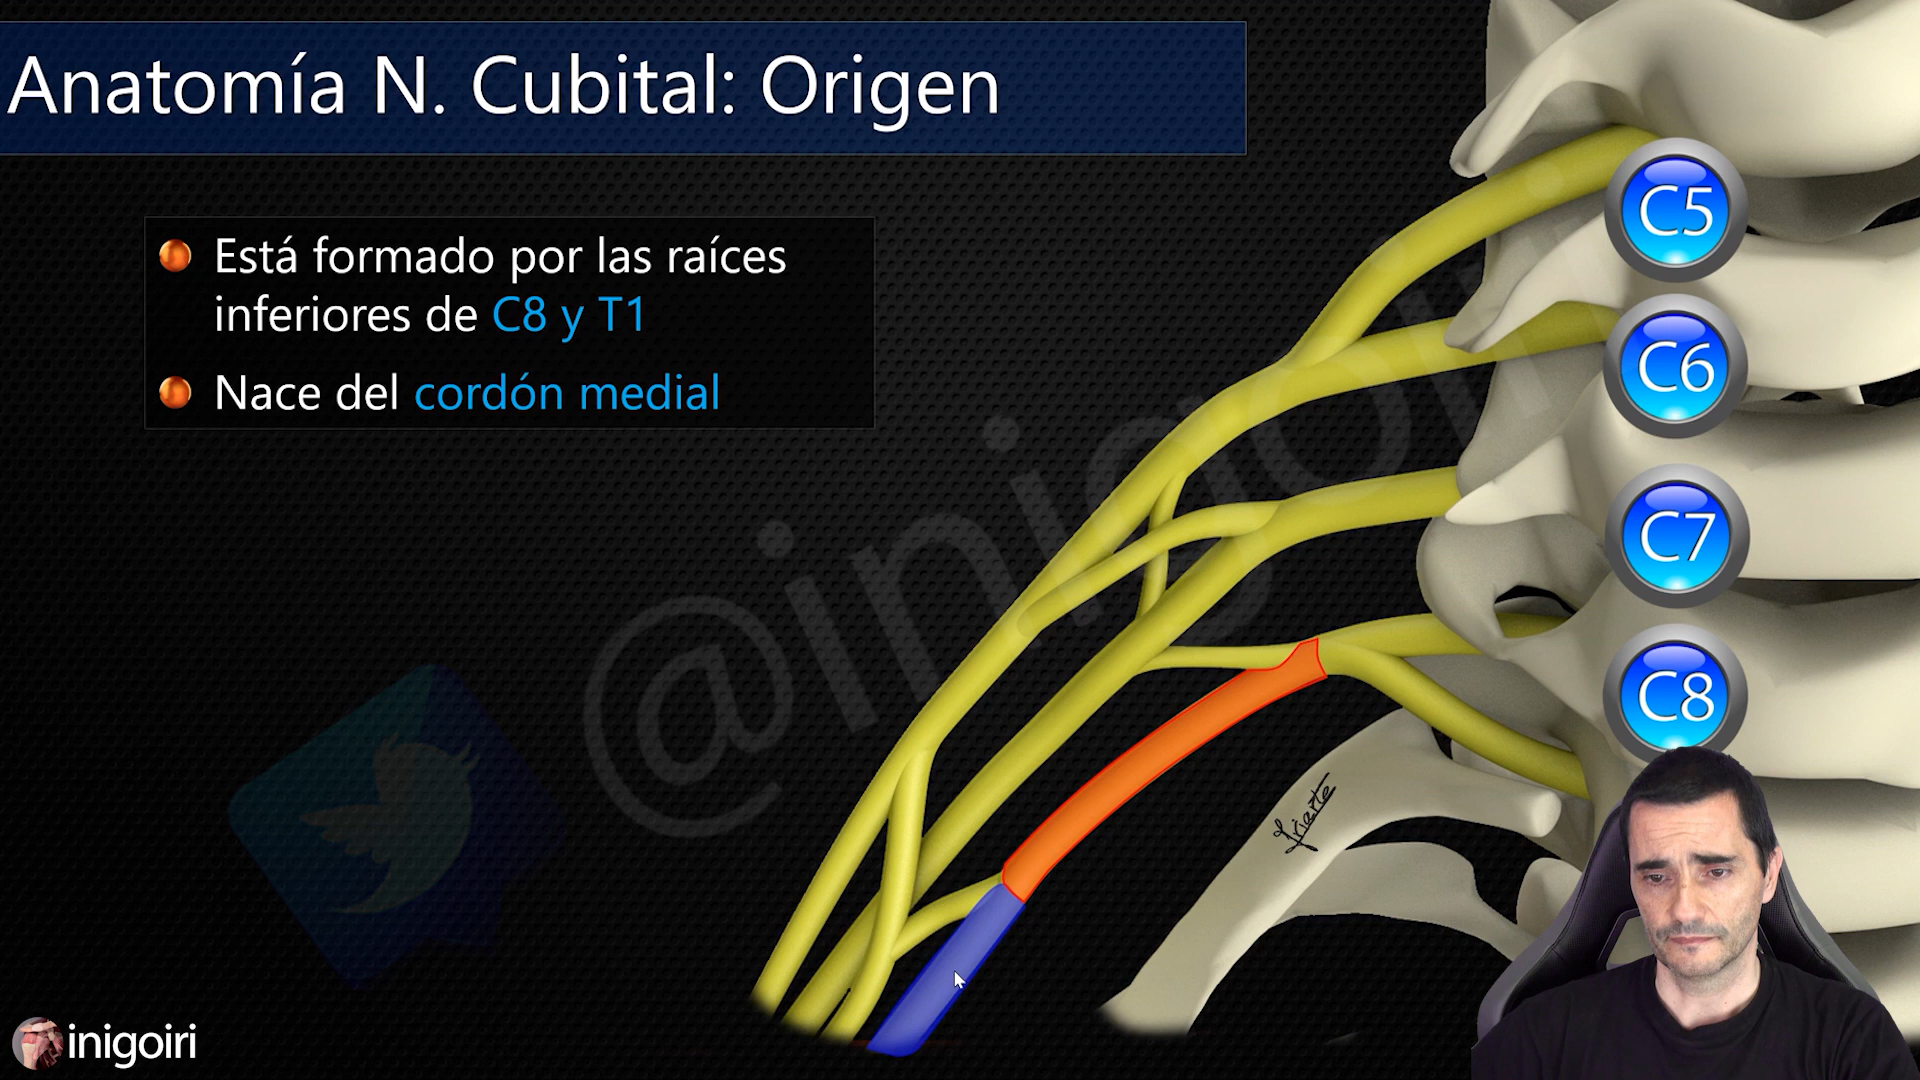 Anatomía N. Cubital: Origen
Está formado por las raíces
inferiores de C8 y T1
Nace del cordón medial
C5
C6
C7
C8
@inigoiri
Iriarte
inigoiri